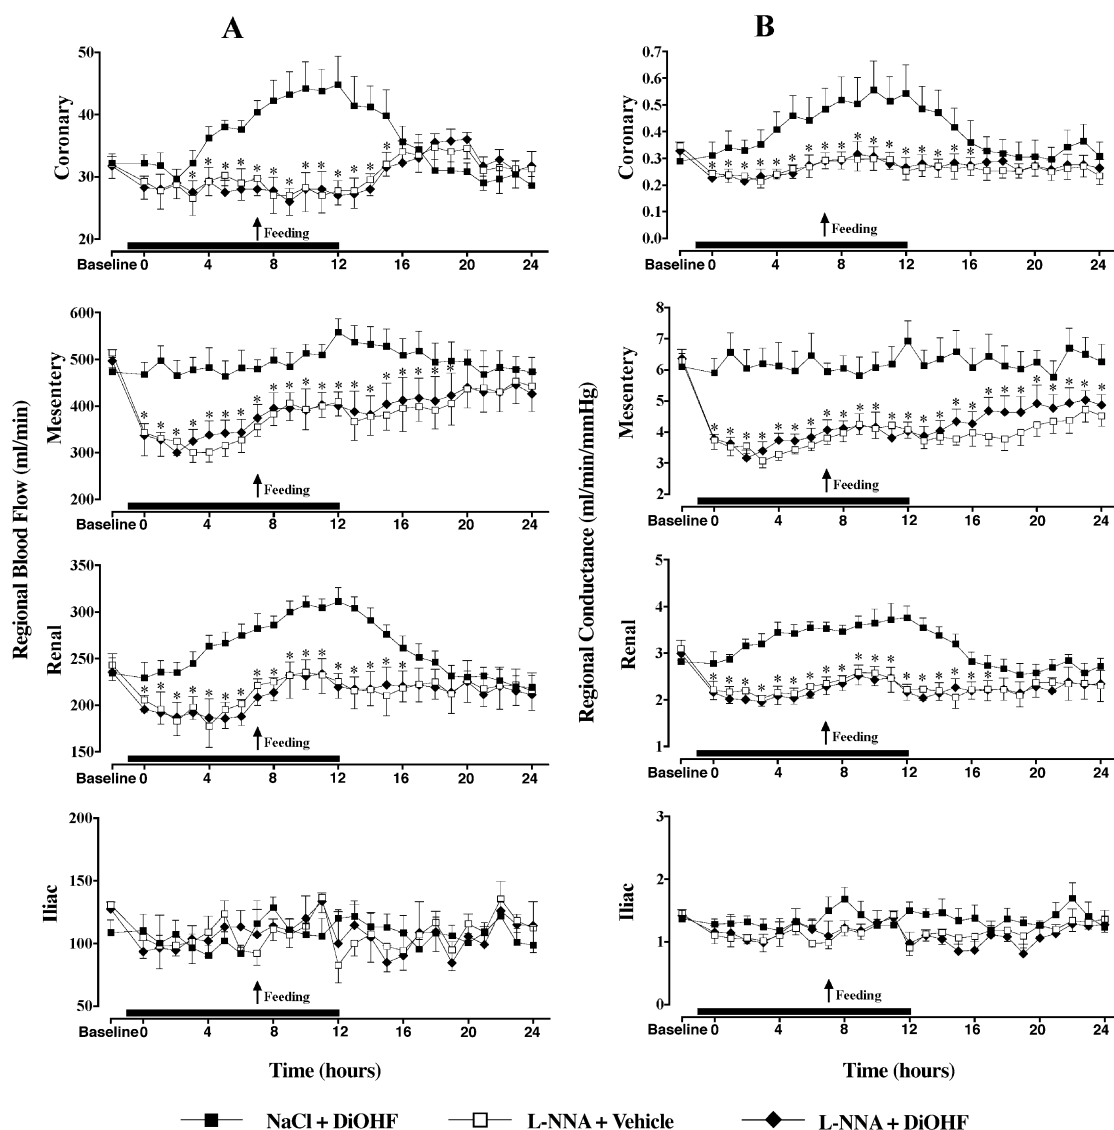 A
B
Regional Blood Flow (ml/min)
Regional Conductance (ml/min/mmHg)
Coronary
50
40
30
20
Feeding
Baseline 0 4 8 12 16 20 24
Coronary
0.7
0.6
0.5
0.4
0.3
0.2
0.1
0.0
* * * * * * * * * * *
* * * * * * * * * * * * * * * * *
Feeding
Baseline 0 4 8 12 16 20 24
Mesentery
600
500
400
300
200
* * * * * * * * * * * * * * * * * * * *
Feeding
Baseline 0 4 8 12 16 20 24
Mesentery
8
7
6
5
4
3
2
* * * * * * * * * * * * * * * * * * * * * * * * *
Feeding
Baseline 0 4 8 12 16 20 24
Renal
350
300
250
200
150
* * * * * * * * * * * * * * * * *
Feeding
Baseline 0 4 8 12 16 20 24
Renal
5
4
3
2
1
* * * * * * * * * * * * * * * * * *
Feeding
Baseline 0 4 8 12 16 20 24
Iliac
200
150
100
50
Feeding
Baseline 0 4 8 12 16 20 24
Iliac
3
2
1
0
Feeding
Baseline 0 4 8 12 16 20 24
Time (hours)
Time (hours)
NaCl + DiOHF
L-NNA + Vehicle
L-NNA + DiOHF